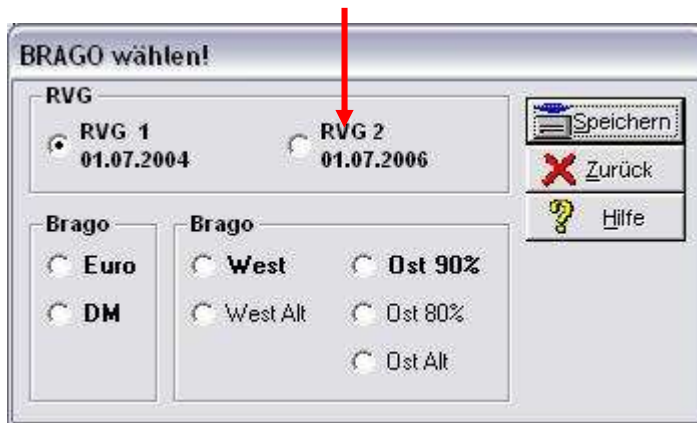 BRAGO wählen!
RVG
RVG 1
01.07.2004
RVG 2
01.07.2006
Speichern
Zurück
Hilfe
Brago
Euro
DM
Brago
West
Ost 90%
West Alt
Ost 80%
Ost Alt